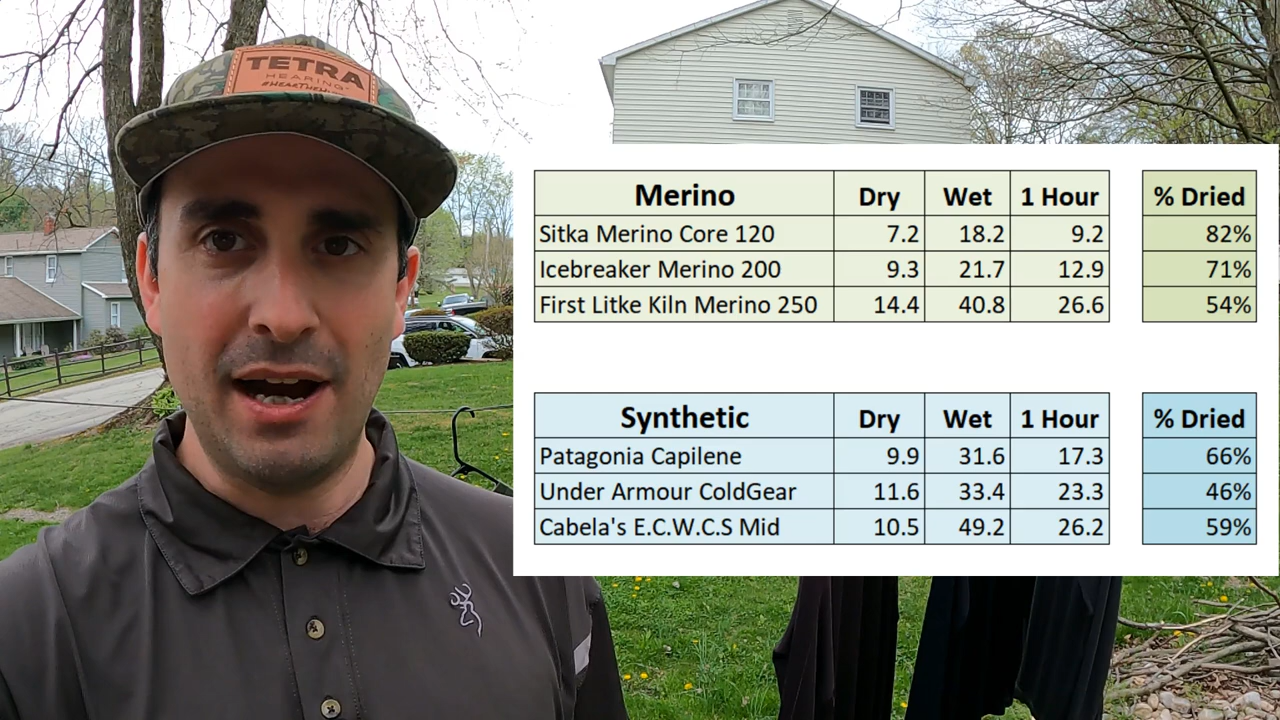 TETRA
HEARING
#HEARTHEM
Merino Dry Wet 1 Hour % Dried
Sitka Merino Core 120 7.2 18.2 9.2 82%
Icebreaker Merino 200 9.3 21.7 12.9 71%
First Litke Kiln Merino 250 14.4 40.8 26.6 54%
Synthetic Dry Wet 1 Hour % Dried
Patagonia Capilene 9.9 31.6 17.3 66%
Under Armour ColdGear 11.6 33.4 23.3 46%
Cabela's E.C.W.C.S Mid 10.5 49.2 26.2 59%